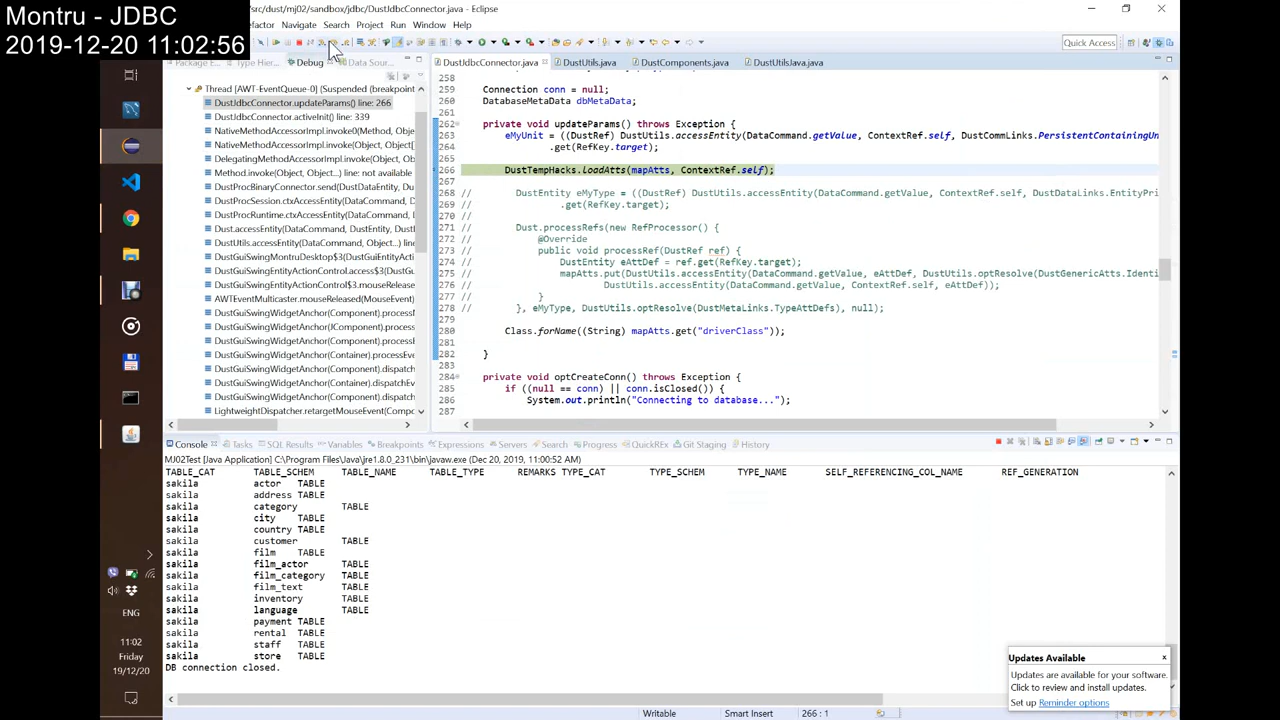 Montru - JDBC
2019-12-20 11:02:56
/src/dust/mj02/sandbox/jdbc/DustJdbcConnector.java - Eclipse
efactor Navigate Search Project Run Window Help
Quick Access
Package E... Type Hier... Debug Data Sour...
DustJdbcConnector.java DustUtils.java DustComponents.java DustUtilsJava.java
Thread [AWT-EventQueue-0] (Suspended (breakpoint
DustJdbcConnector.updateParams() line: 266
DustJdbcConnector.activeInit() line: 339
NativeMethodAccessorImpl.invoke0(Method, Obje
NativeMethodAccessorImpl.invoke(Object, Object[
DelegatingMethodAccessorImpl.invoke(Object, Ob
Method.invoke(Object, Object...) line: not available
DustProcBinaryConnector.send(DustDataEntity, Du
DustProcSession.ctxAccessEntity(DataCommand, D
DustProcRuntime.ctxAccessEntity(DataCommand, D
Dust.accessEntity(DataCommand, DustEntity, DustE
DustUtils.accessEntity(DataCommand, Object...) line
DustGuiSwingMontruDesktop$3(DustGuiEntityActio
DustGuiSwingEntityActionControl.access$3(DustGui
DustGuiSwingEntityActionControl$3.mouseReleased
AWTEventMulticaster.mouseReleased(MouseEvent)
DustGuiSwingWidgetAnchor(Component).processM
DustGuiSwingWidgetAnchor(JComponent).process
DustGuiSwingWidgetAnchor(Component).processEv
DustGuiSwingWidgetAnchor(Container).processEve
DustGuiSwingWidgetAnchor(Component).dispatch
DustGuiSwingWidgetAnchor(Container).dispatchEv
DustGuiSwingWidgetAnchor(Component).dispatch
LightweightDispatcher.retargetMouseEvent(Compo
258
259 Connection conn = null;
260 DatabaseMetaData dbMetaData;
261
262 private void updateParams() throws Exception {
263 eMyUnit = ((DustRef) DustUtils.accessEntity(DataCommand.getValue, ContextRef.self, DustCommLinks.PersistentContainingUn
264 .get(RefKey.target);
265
266 DustTempHacks.loadAtts(mapAtts, ContextRef.self);
267
268 // DustEntity eMyType = ((DustRef) DustUtils.accessEntity(DataCommand.getValue, ContextRef.self, DustDataLinks.EntityPri
269 // .get(RefKey.target);
270 //
271 // Dust.processRefs(new RefProcessor() {
272 // @Override
273 // public void processRef(DustRef ref) {
274 // DustEntity eAttDef = ref.get(RefKey.target);
275 // mapAtts.put(DustUtils.accessEntity(DataCommand.getValue, eAttDef, DustUtils.optResolve(DustGenericAtts.Identi
276 // DustUtils.accessEntity(DataCommand.getValue, ContextRef.self, eAttDef));
277 // }
278 // }, eMyType, DustUtils.optResolve(DustMetaLinks.TypeAttDefs), null);
279
280 Class.forName((String) mapAtts.get("driverClass"));
281
282 }
283
284 private void optCreateConn() throws Exception {
285 if ((null == conn) || conn.isClosed()) {
286 System.out.println("Connecting to database...");
287
Console Tasks SQL Results Variables Breakpoints Expressions Servers Search Progress QuickREx Git Staging History
MJ02Test [Java Application] C:\Program Files\Java\jre1.8.0_231\bin\javaw.exe (Dec 20, 2019, 11:00:52 AM)
TABLE_CAT TABLE_SCHEM TABLE_NAME TABLE_TYPE REMARKS TYPE_CAT TYPE_SCHEM TYPE_NAME SELF_REFERENCING_COL_NAME REF_GENERATION
sakila actor TABLE
sakila address TABLE
sakila category TABLE
sakila city TABLE
sakila country TABLE
sakila customer TABLE
sakila film TABLE
sakila film_actor TABLE
sakila film_category TABLE
sakila film_text TABLE
sakila inventory TABLE
sakila language TABLE
sakila payment TABLE
sakila rental TABLE
sakila staff TABLE
sakila store TABLE
DB connection closed.
ENG
11:02
Friday
19/12/20
Updates Available x
Updates are available for your software.
Click to review and install updates.
Set up Reminder options
Writable Smart Insert 266 : 1